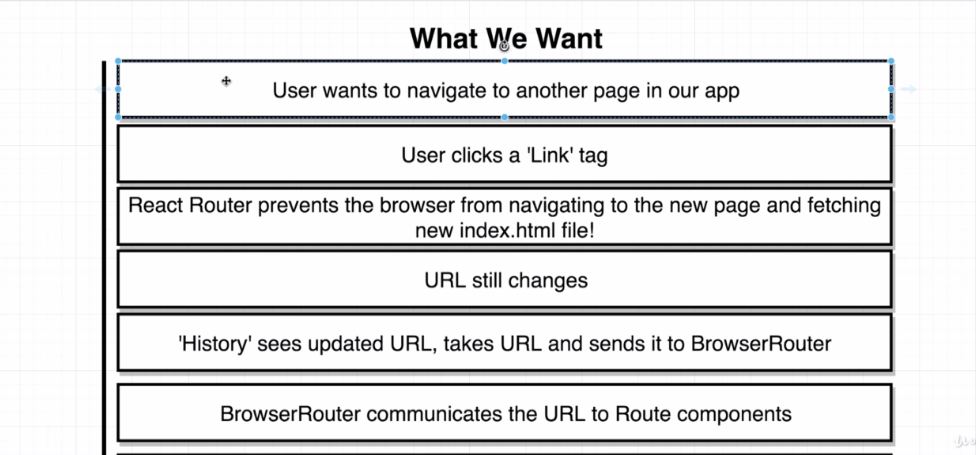 What We Want
User wants to navigate to another page in our app
User clicks a 'Link' tag
React Router prevents the browser from navigating to the new page and fetching
new index.html file!
URL still changes
'History' sees updated URL, takes URL and sends it to BrowserRouter
BrowserRouter communicates the URL to Route components